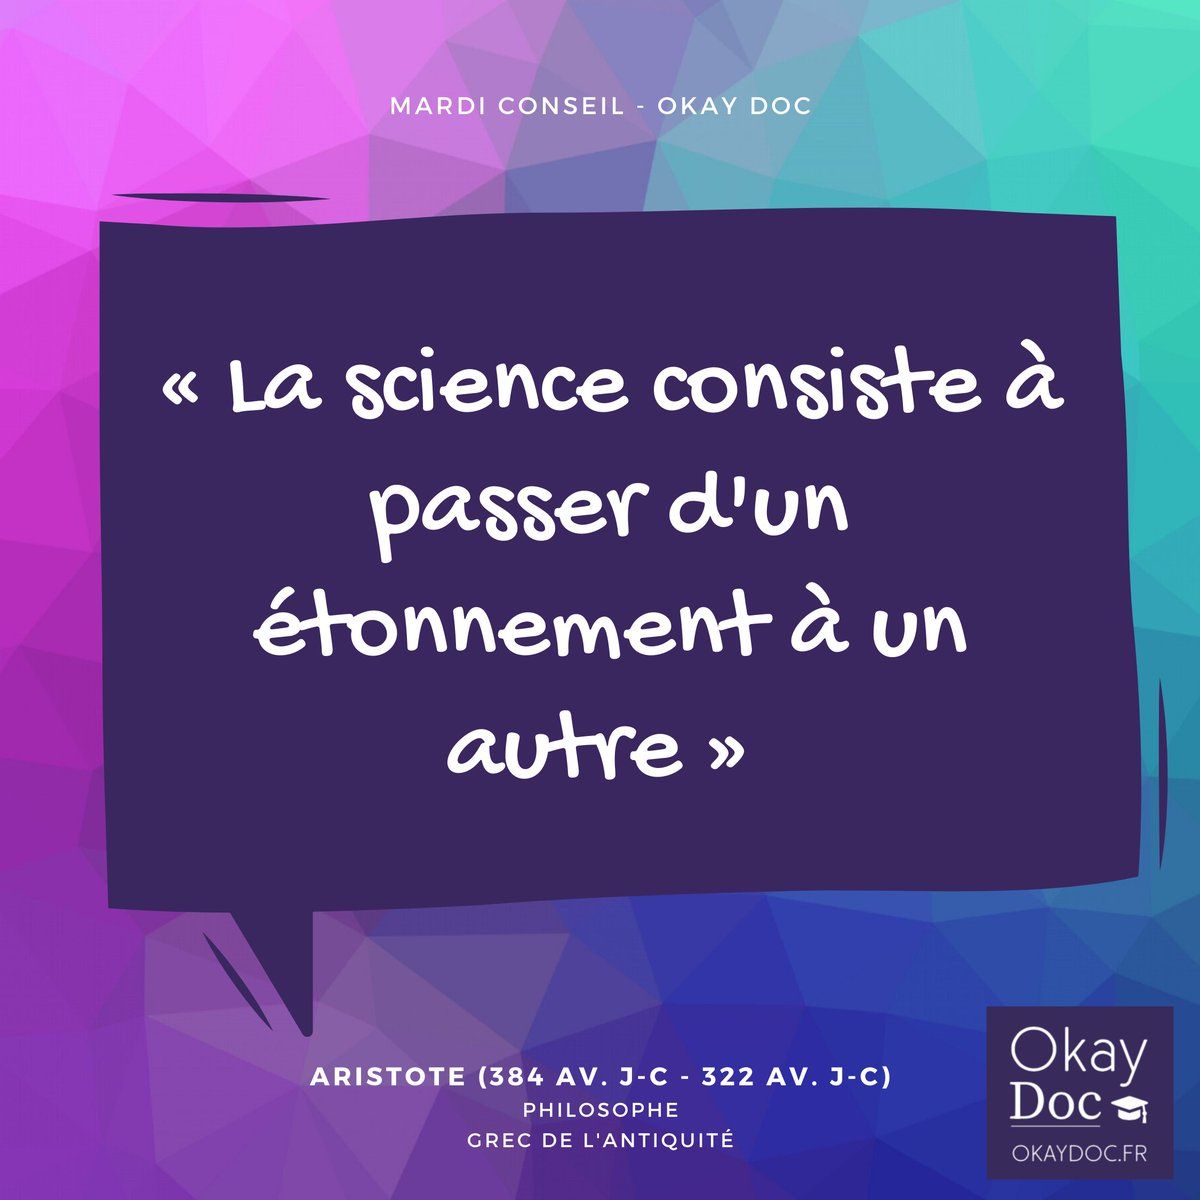 MARDI CONSEIL - OKAY DOC
« La science consiste à
passer d'un
étonnement à un
autre »
ARISTOTE (384 AV. J-C - 322 AV. J-C)
PHILOSOPHE
GREC DE L'ANTIQUITÉ
Okay
Doc
OKAYDOC.FR